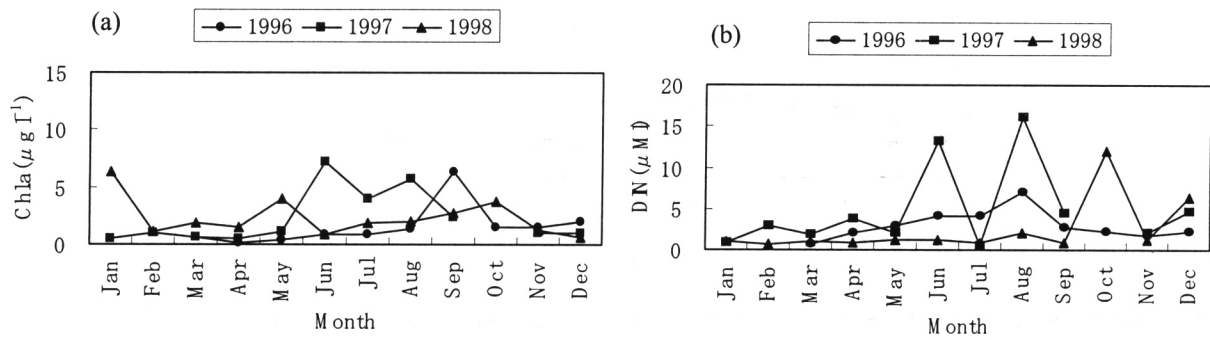 (a)
1996 1997 1998
15
10
5
0
Chla(μg l⁻¹)
Jan Feb Mar Apr May Jun Jul Aug Sep Oct Nov Dec
Month
(b)
1996 1997 1998
20
15
10
5
0
DIN(μM)
Jan Feb Mar Apr May Jun Jul Aug Sep Oct Nov Dec
Month